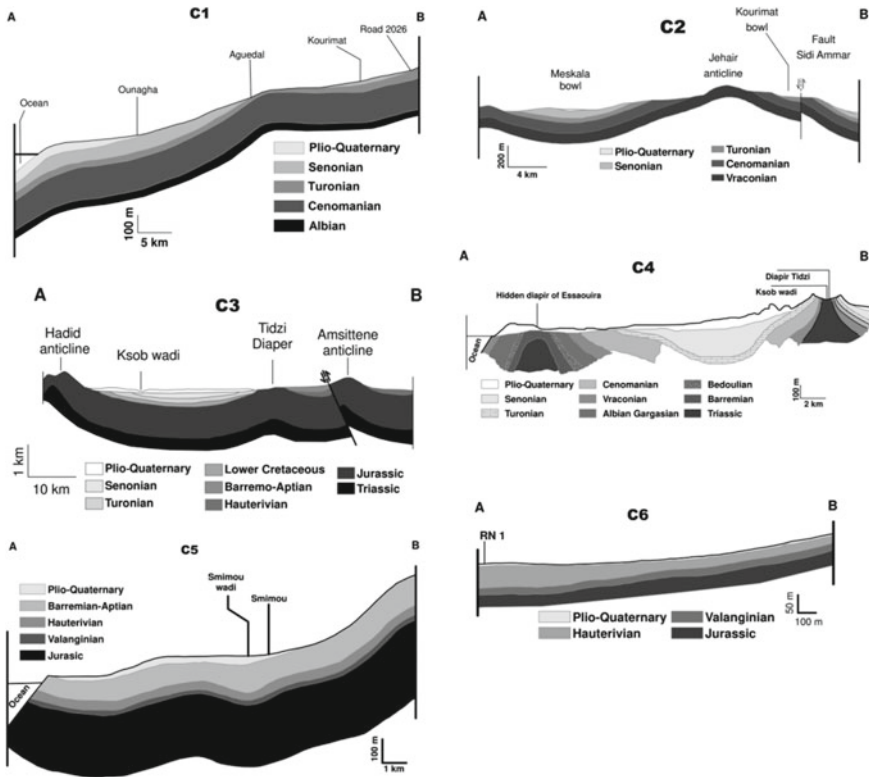 C1
A
B
Road 2026
Kourimat
Aguedal
Ounagha
Ocean
Plio-Quaternary
Senonian
Turonian
Cenomanian
Albian
100 m
5 km
A
C2
B
Kourimat
bowl
Fault
Sidi Ammar
Jehair
anticline
Meskala
bowl
200 m
4 km
Plio-Quaternary
Senonian
Turonian
Cenomanian
Vraconian
A
C3
B
Hadid
anticline
Ksob wadi
Tidzi
Diaper
Amsittene
anticline
1 km
10 km
Plio-Quaternary
Senonian
Turonian
Lower Cretaceous
Barremo-Aptian
Hauterivian
Jurassic
Triassic
A
C4
B
Diapir Tidzi
Ksob wadi
Hidden diapir of Essaouira
Ocean
Plio-Quaternary
Senonian
Turonian
Cenomanian
Vraconian
Albian Gargasian
Bedoulian
Barremian
Triassic
100 m
2 km
A
C5
B
Plio-Quaternary
Barremian-Aptian
Hauterivian
Valanginian
Jurasic
Smimou
wadi
Smimou
Ocean
100 m
1 km
A
C6
B
RN 1
Plio-Quaternary
Hauterivian
Valanginian
Jurassic
50 m
100 m